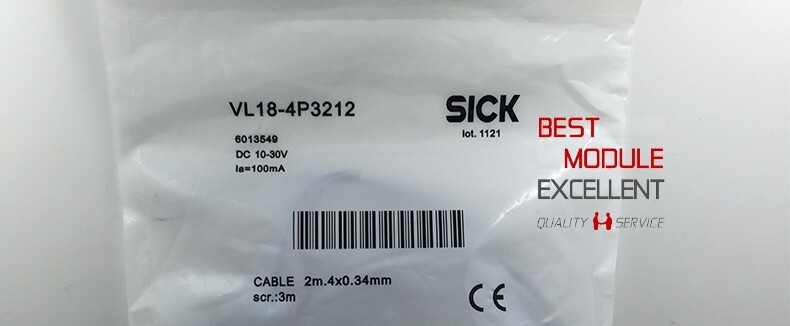 VL18-4P3212
SICK
lot. 1121
6013549
DC 10-30V
Ia=100mA
BEST
MODULE
EXCELLENT
QUALITY SERVICE
CABLE 2m.4x0.34mm
scr.:3m
CE